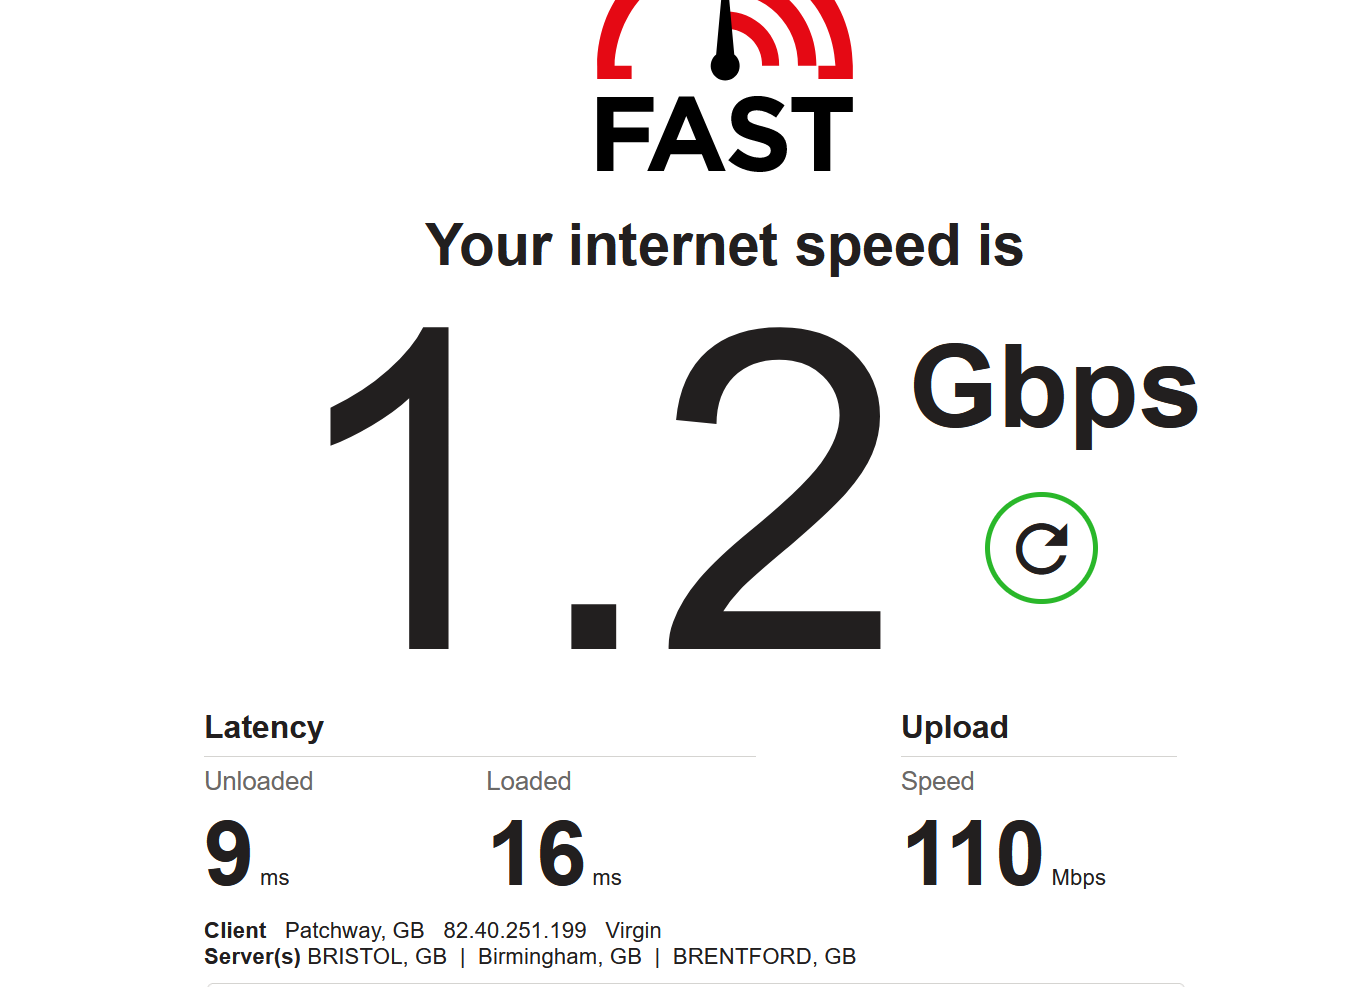 FAST
Your internet speed is
1.2 Gbps
Latency
Upload
Unloaded Loaded Speed
9 ms 16 ms 110 Mbps
Client Patchway, GB 82.40.251.199 Virgin
Server(s) BRISTOL, GB | Birmingham, GB | BRENTFORD, GB